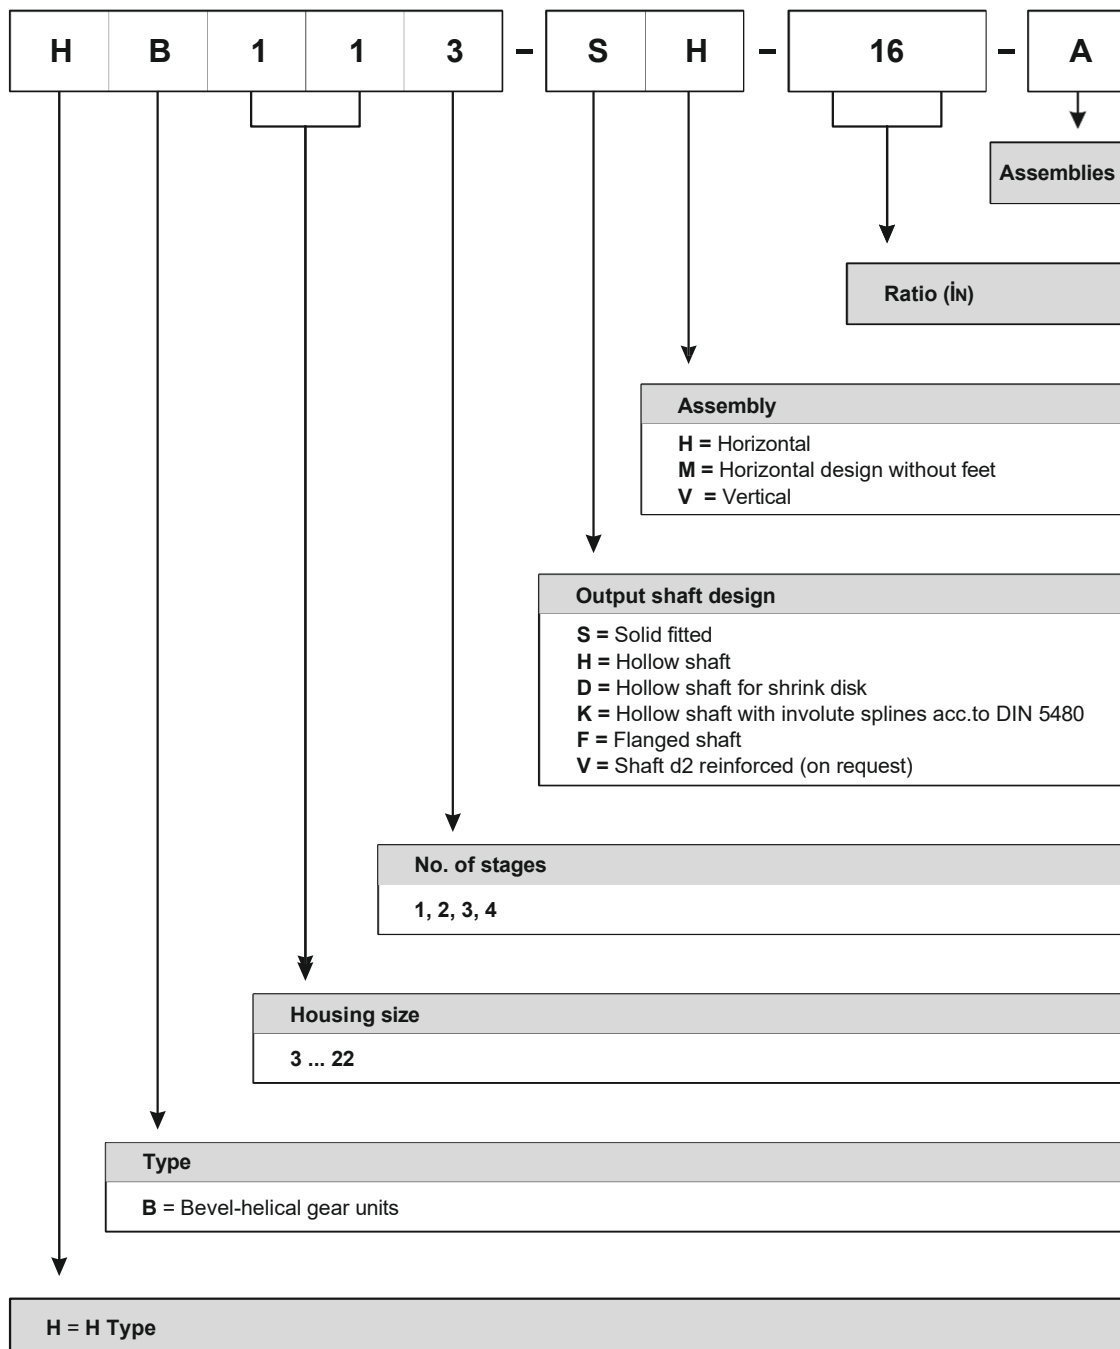 H B 1 1 3 - S H - 16 - A
Assemblies
Ratio (iN)
Assembly
H = Horizontal
M = Horizontal design without feet
V = Vertical
Output shaft design
S = Solid fitted
H = Hollow shaft
D = Hollow shaft for shrink disk
K = Hollow shaft with involute splines acc.to DIN 5480
F = Flanged shaft
V = Shaft d2 reinforced (on request)
No. of stages
1, 2, 3, 4
Housing size
3 ... 22
Type
B = Bevel-helical gear units
H = H Type